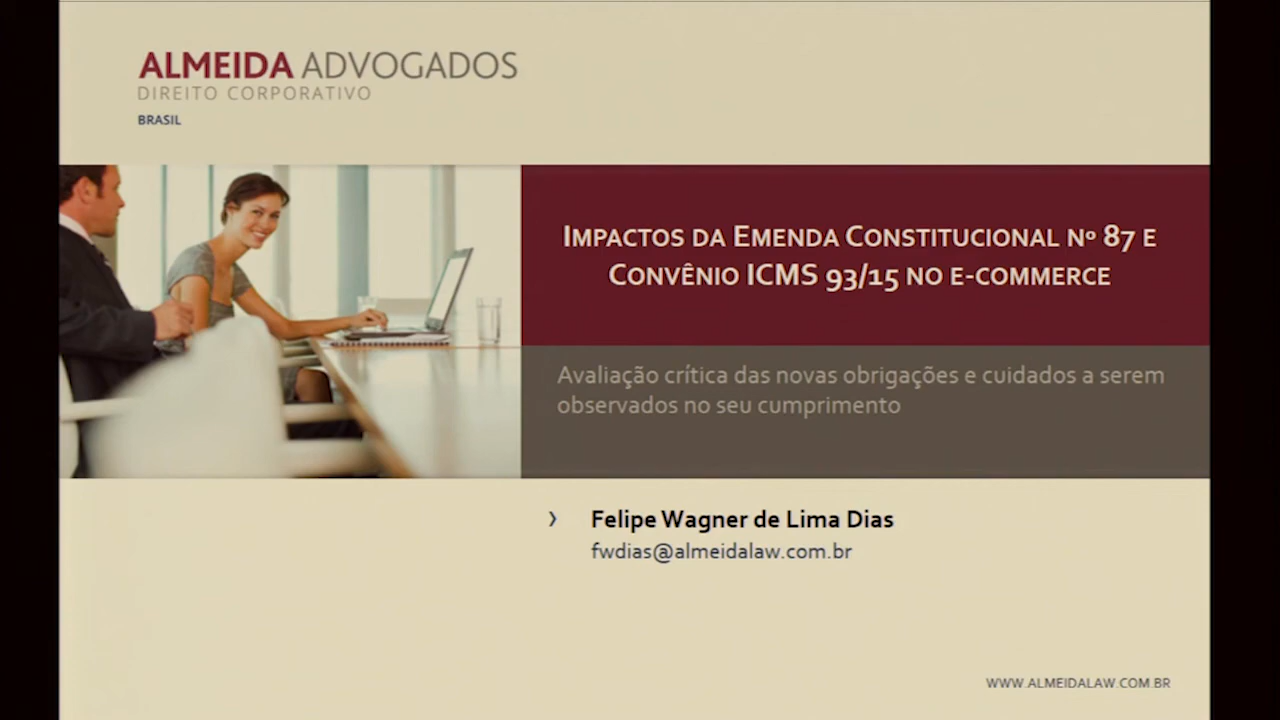 ALMEIDA ADVOGADOS
DIREITO CORPORATIVO
BRASIL
IMPACTOS DA EMENDA CONSTITUCIONAL Nº 87 E
CONVÊNIO ICMS 93/15 NO E-COMMERCE
Avaliação crítica das novas obrigações e cuidados a serem
observados no seu cumprimento
› Felipe Wagner de Lima Dias
fwdias@almeidalaw.com.br
WWW.ALMEIDALAW.COM.BR